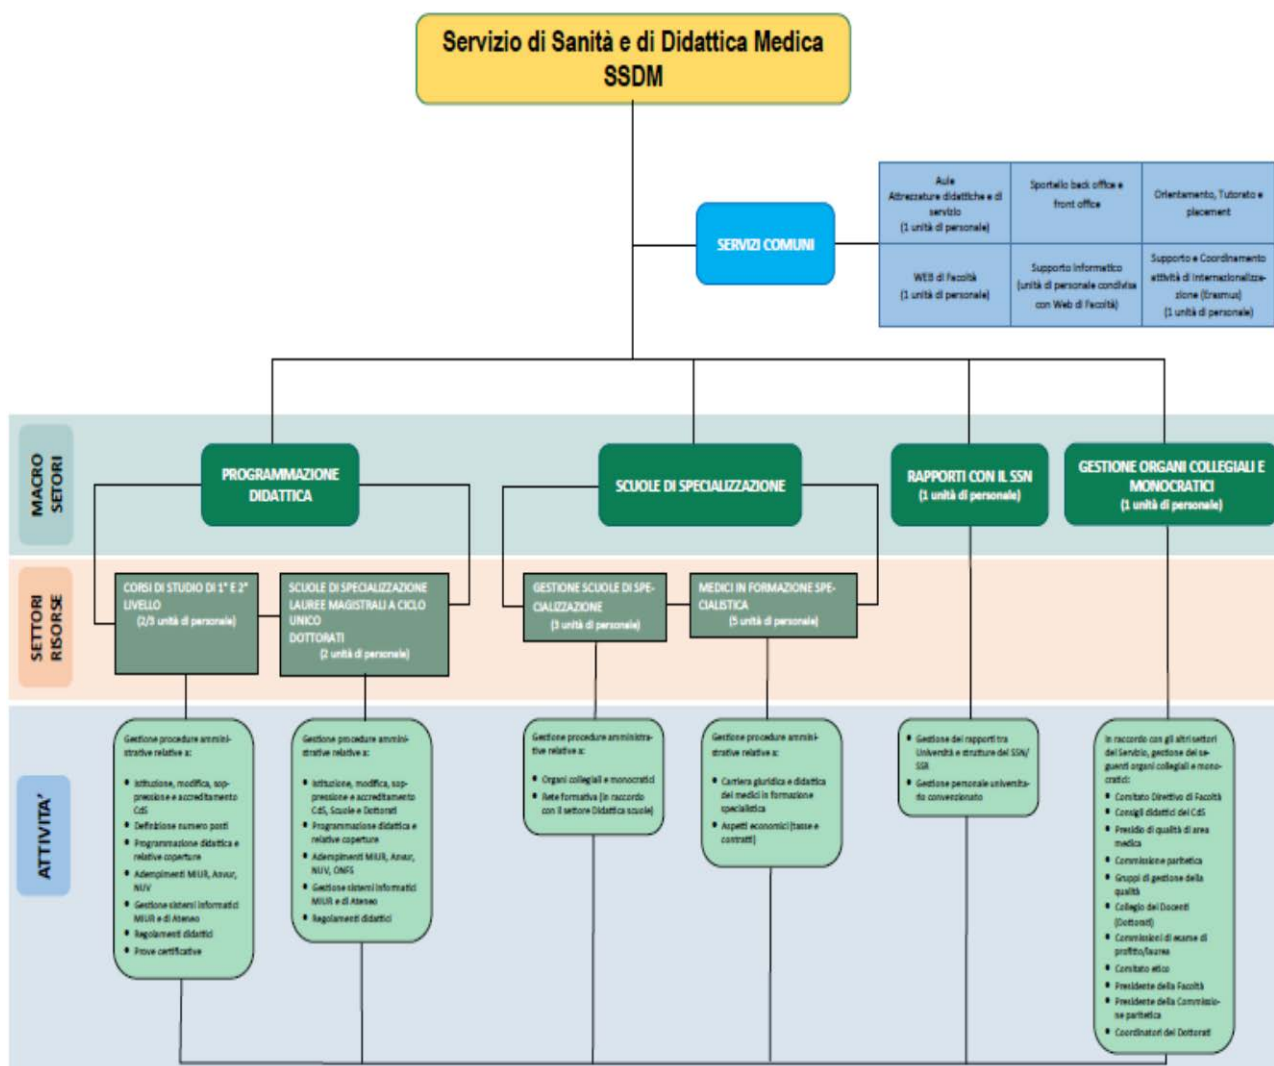 Servizio di Sanità e di Didattica Medica
SSDM
SERVIZI COMUNI
Aule
Attrezzature didattiche e di
servizio
(1 unità di personale)
Sportello back office e
front office
Orientamento, Tutorato e
placement
WEB di Facoltà
(1 unità di personale)
Supporto informatico
(unità di personale condivisa
con Web di Facoltà)
Supporto e Coordinamento
attività di Internazionalizza-
zione (Erasmus)
(1 unità di personale)
MACRO
SETORI
PROGRAMMAZIONE
DIDATTICA
SCUOLE DI SPECIALIZZAZIONE
RAPPORTI CON IL SSN
(1 unità di personale)
GESTIONE ORGANI COLLEGIALI E
MONOCRATICI
(1 unità di personale)
SETTORI
RISORSE
CORSI DI STUDIO DI 1° E 2°
LIVELLO
(2/3 unità di personale)
SCUOLE DI SPECIALIZZAZIONE
LAUREE MAGISTRALI A CICLO
UNICO
DOTTORATI
(2 unità di personale)
GESTIONE SCUOLE DI SPE-
CIALIZZAZIONE
(3 unità di personale)
MEDICI IN FORMAZIONE SPE-
CIALISTICA
(5 unità di personale)
ATTIVITA'
Gestione procedure ammini-
strative relative a:
• Istituzione, modifica, sop-
pressione e accreditamento
CdS
• Definizione numero posti
• Programmazione didattica e
relative coperture
• Adempimenti MIUR, Anvur,
NUV
• Gestione sistemi informatici
MIUR e di Ateneo
• Regolamenti didattici
• Prove certificative
Gestione procedure ammini-
strative relative a:
• Istituzione, modifica, sop-
pressione e accreditamento
CdS, Scuole e Dottorati
• Programmazione didattica e
relative coperture
• Adempimenti MIUR, Anvur,
NUV, ONFS
• Gestione sistemi informatici
MIUR e di Ateneo
• Regolamenti didattici
Gestione procedure amministra-
tive relative a:
• Organi collegiali e monocratici
• Rete formativa (in raccordo
con il settore Didattica scuole)
Gestione procedure ammini-
strative relative a:
• Carriera giuridica e didattica
dei medici in formazione
specialistica
• Aspetti economici (tasse e
contratti)
• Gestione dei rapporti tra
Università e strutture del SSN/
SSR
• Gestione personale universita-
rio convenzionato
In raccordo con gli altri settori
del Servizio, gestione dei se-
guenti organi collegiali e mono-
cratici:
• Comitato Direttivo di Facoltà
• Consigli didattici dei CdS
• Presidio di qualità di area
medica
• Commissione paritetica
• Gruppi di gestione della
qualità
• Collegio dei Docenti
(Dottorati)
• Commissioni di esame di
profitto/laurea
• Comitato etico
• Presidente della Facoltà
• Presidente della Commissio-
ne paritetica
• Coordinatori dei Dottorati